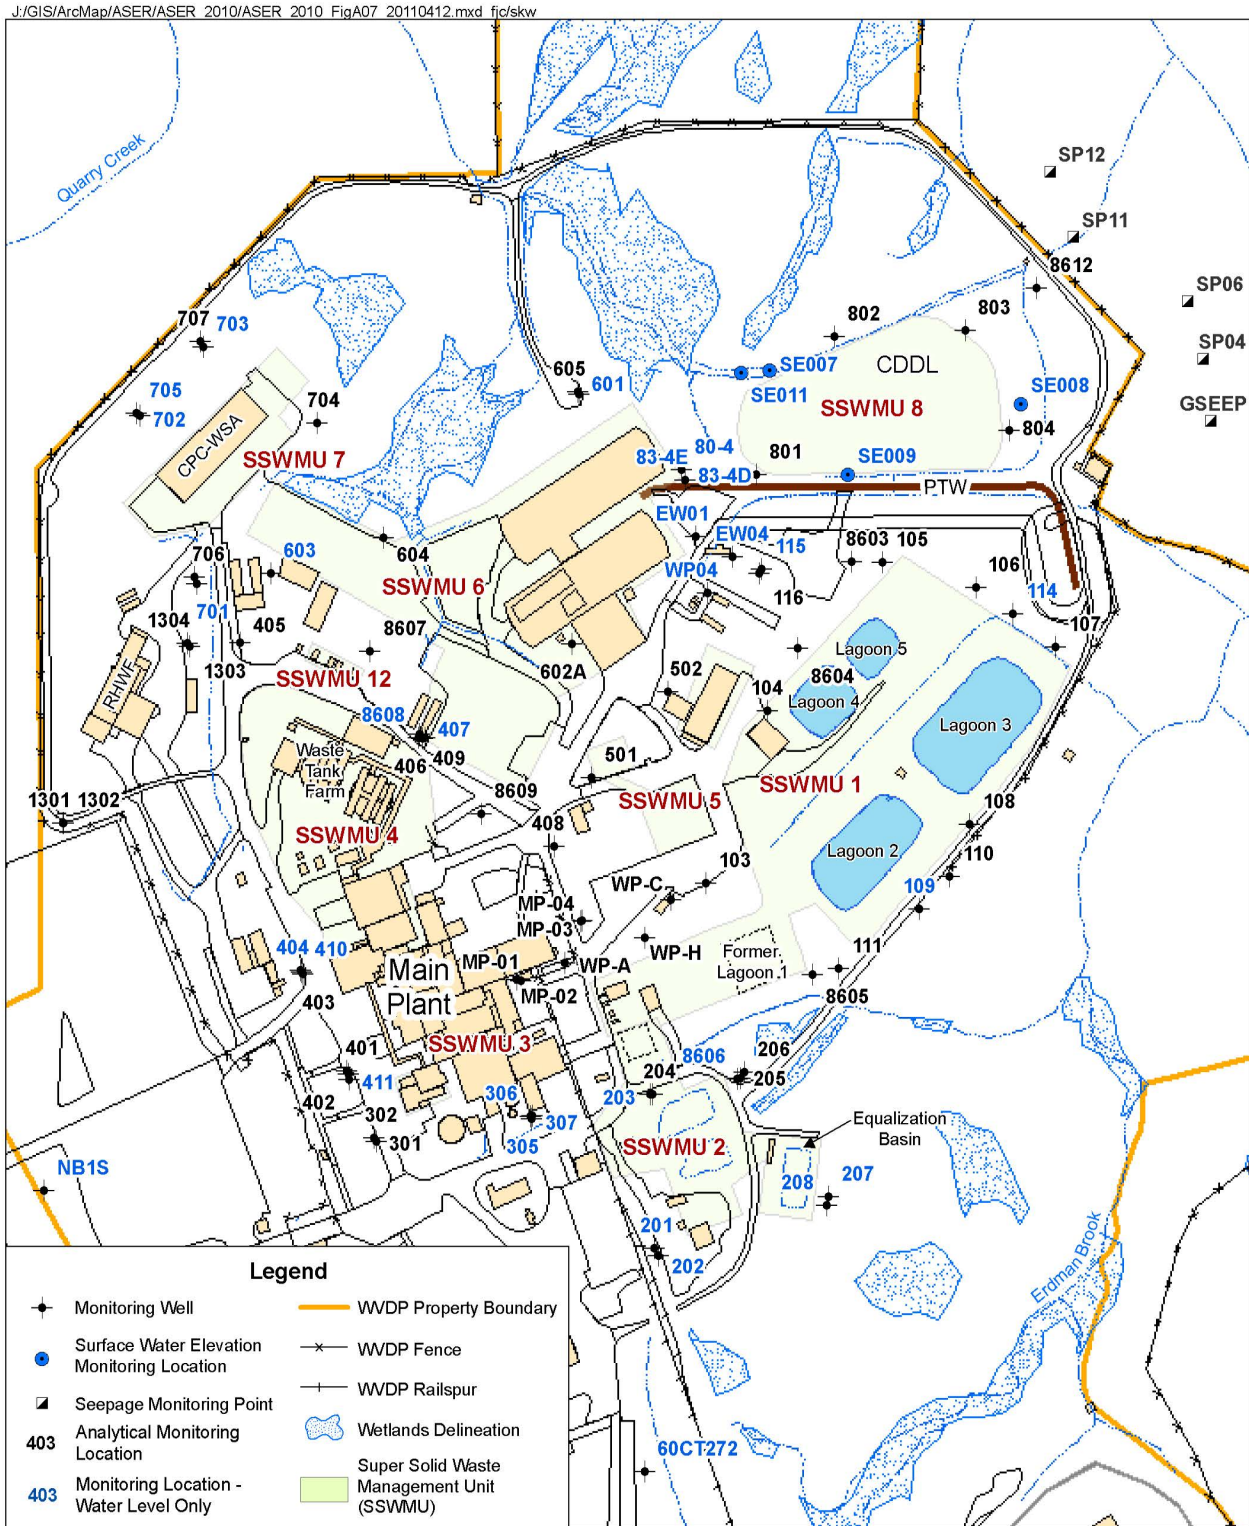 J:/GIS/ArcMap/ASER/ASER_2010/ASER_2010_FigA07_20110412.mxd fjc/skw
Quarry Creek
SP12
SP11
8612
SP06
707
703
802
803
SP04
CDDL
SE007
605
601
SE011
SE008
SSWMU 8
GSEEP
705
702
704
804
CPC-WSA
80-4
801
SSWMU 7
83-4E
SE009
83-4D
PTW
EW01
EW04
8603
105
604
115
706
603
WP04
106
SSWMU 6
114
116
701
1304
405
8607
107
602A
Lagoon 5
1303
502
8604
RHWF
SSWMU 12
104
Lagoon 4
8608
407
Lagoon 3
Waste
Tank
Farm
409
501
406
SSWMU 1
1301
1302
8609
SSWMU 5
108
408
SSWMU 4
110
Lagoon 2
103
WP-C
109
MP-04
MP-03
404
410
111
WP-H
Former
Lagoon 1
MP-01
WP-A
Main
Plant
MP-02
8605
403
401
SSWMU 3
206
8606
204
205
411
306
203
402
302
307
Equalization
Basin
301
305
SSWMU 2
NB1S
208
207
201
202
Erdman Brook
60CT272
Legend
Monitoring Well
Surface Water Elevation
Monitoring Location
Seepage Monitoring Point
403
Analytical Monitoring
Location
403
Monitoring Location -
Water Level Only
WVDP Property Boundary
WVDP Fence
WVDP Railspur
Wetlands Delineation
Super Solid Waste
Management Unit
(SSWMU)